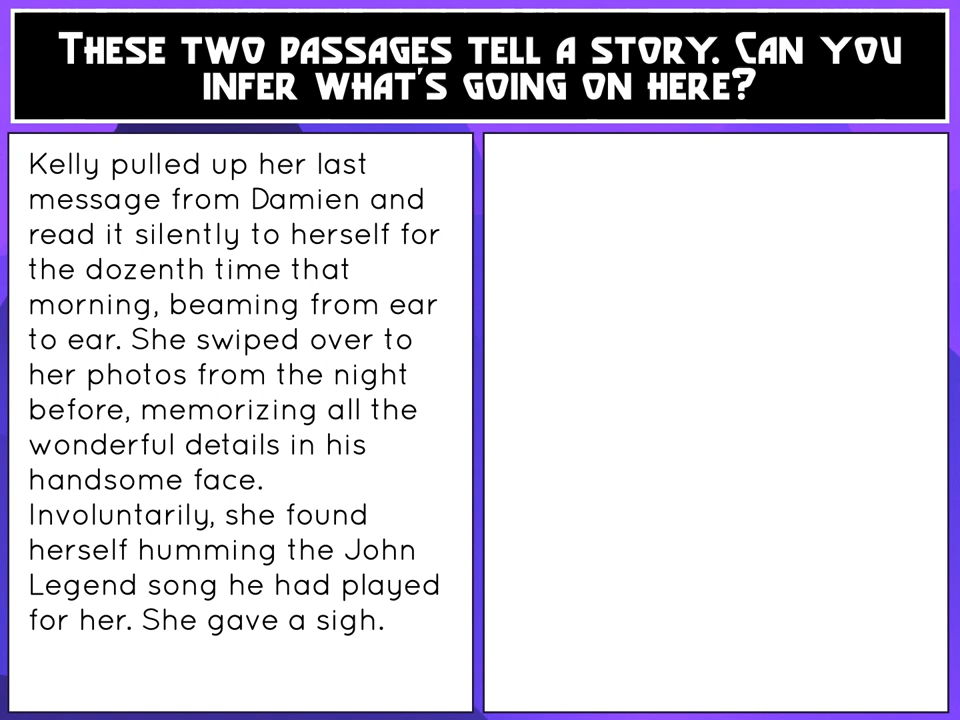 These two passages tell a story. Can you
infer what's going on here?
Kelly pulled up her last
message from Damien and
read it silently to herself for
the dozenth time that
morning, beaming from ear
to ear. She swiped over to
her photos from the night
before, memorizing all the
wonderful details in his
handsome face.
Involuntarily, she found
herself humming the John
Legend song he had played
for her. She gave a sigh.